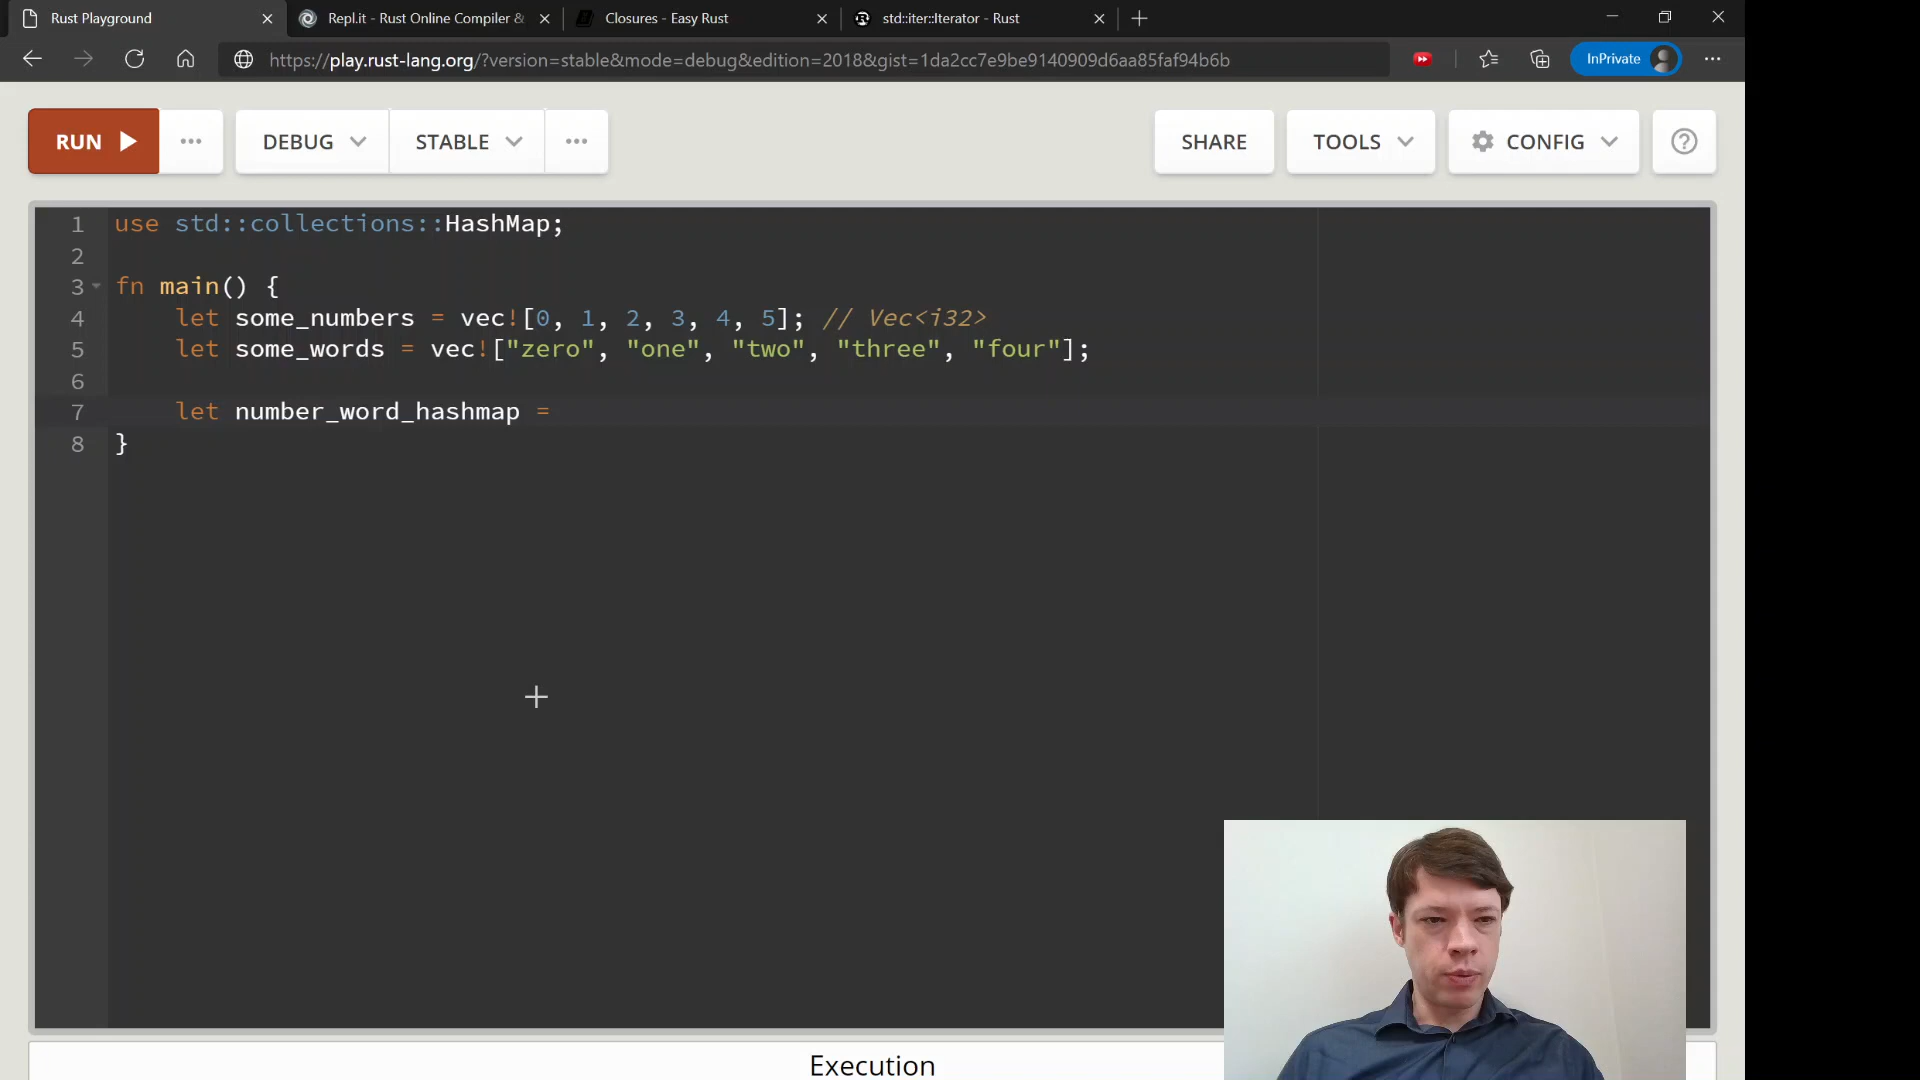 Rust Playground
Repl.it - Rust Online Compiler &
Closures - Easy Rust
std::iter::Iterator - Rust
https://play.rust-lang.org/?version=stable&mode=debug&edition=2018&gist=1da2cc7e9be9140909d6aa85faf94b6b
InPrivate
RUN
DEBUG
STABLE
SHARE
TOOLS
CONFIG
1 use std::collections::HashMap;
2
3 fn main() {
4     let some_numbers = vec![0, 1, 2, 3, 4, 5]; // Vec<i32>
5     let some_words = vec!["zero", "one", "two", "three", "four"];
6
7     let number_word_hashmap =
8 }
Execution